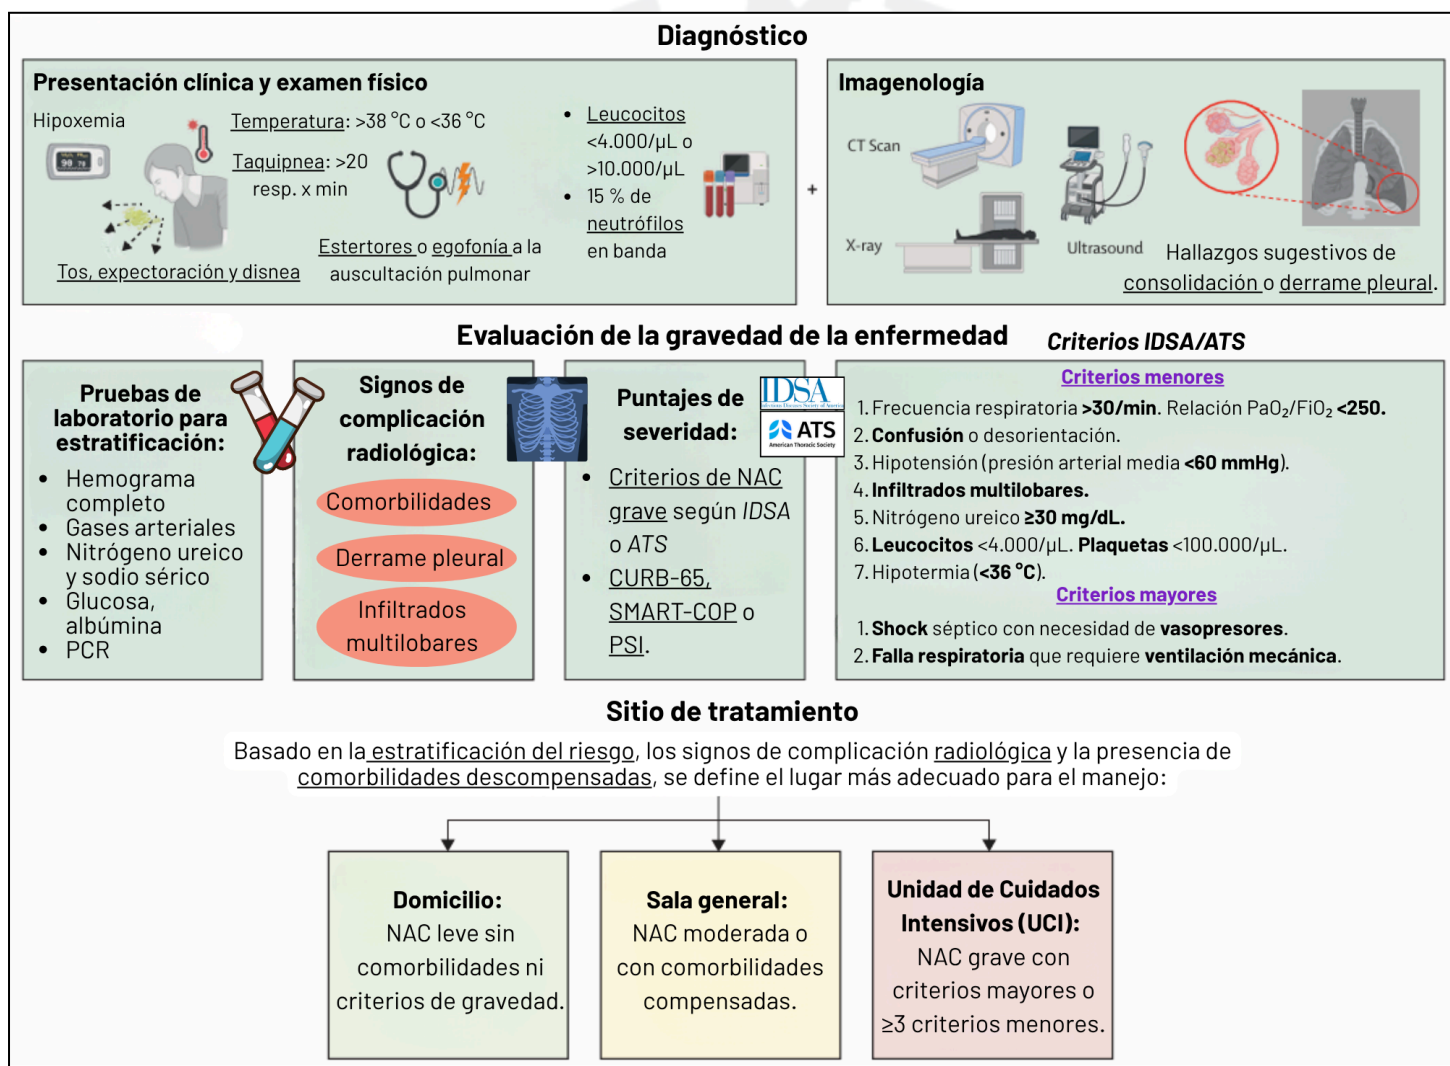 Diagnóstico
Presentación clínica y examen físico
Hipoxemia
Temperatura: >38 °C o <36 °C
Taquipnea: >20
resp. x min
Tos, expectoración y disnea
Estertores o egofonía a la
auscultación pulmonar
• Leucocitos
<4.000/µL o
>10.000/µL
• 15 % de
neutrófilos
en banda
+
Imagenología
CT Scan
X-ray
Ultrasound
Hallazgos sugestivos de
consolidación o derrame pleural.
Evaluación de la gravedad de la enfermedad
Pruebas de
laboratorio para
estratificación:
• Hemograma
completo
• Gases arteriales
• Nitrógeno ureico
y sodio sérico
• Glucosa,
albúmina
• PCR
Signos de
complicación
radiológica:
Comorbilidades
Derrame pleural
Infiltrados
multilobares
Puntajes de
severidad:
• Criterios de NAC
grave según IDSA
o ATS
• CURB-65,
SMART-COP o
PSI.
IDSA
Infectious Diseases Society of America
ATS
American Thoracic Society
Criterios IDSA/ATS
Criterios menores
1. Frecuencia respiratoria >30/min. Relación PaO₂/FiO₂ <250.
2. Confusión o desorientación.
3. Hipotensión (presión arterial media <60 mmHg).
4. Infiltrados multilobares.
5. Nitrógeno ureico ≥30 mg/dL.
6. Leucocitos <4.000/µL. Plaquetas <100.000/µL.
7. Hipotermia (<36 °C).
Criterios mayores
1. Shock séptico con necesidad de vasopresores.
2. Falla respiratoria que requiere ventilación mecánica.
Sitio de tratamiento
Basado en la estratificación del riesgo, los signos de complicación radiológica y la presencia de
comorbilidades descompensadas, se define el lugar más adecuado para el manejo:
Domicilio:
NAC leve sin
comorbilidades ni
criterios de gravedad.
Sala general:
NAC moderada o
con comorbilidades
compensadas.
Unidad de Cuidados
Intensivos (UCI):
NAC grave con
criterios mayores o
≥3 criterios menores.